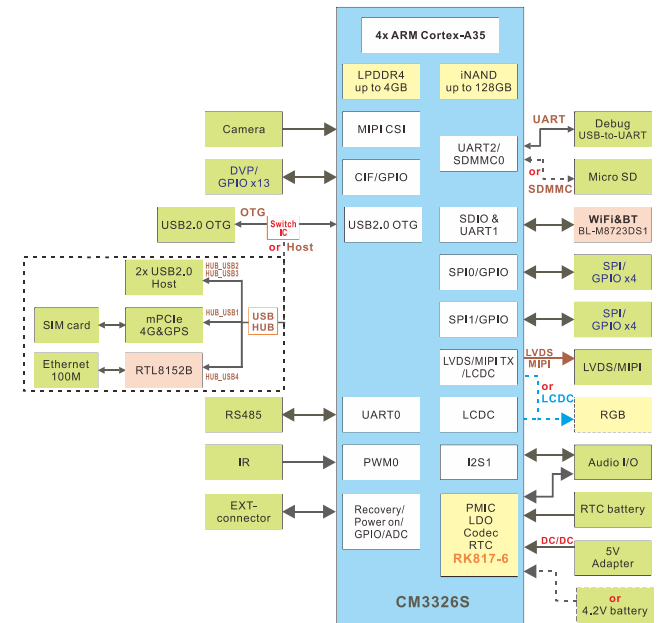 4x ARM Cortex-A35
LPDDR4
up to 4GB
iNAND
up to 128GB
Camera
MIPI CSI
DVP/
GPIO x13
CIF/GPIO
UART2/
SDMMC0
UART
or
SDMMC
Debug
USB-to-UART
Micro SD
USB2.0 OTG
OTG
Switch
IC
or Host
USB2.0 OTG
SDIO &
UART1
WiFi&BT
BL-M8723DS1
2x USB2.0
Host
HUB_USB2
HUB_USB3
SPI0/GPIO
SPI/
GPIO x4
SIM card
mPCIe
4G&GPS
HUB_USB1
USB
HUB
SPI1/GPIO
SPI/
GPIO x4
Ethernet
100M
RTL8152B
HUB_USB4
LVDS/MIPI TX
/LCDC
LVDS
MIPI
or
LCDC
LVDS/MIPI
RS485
UART0
LCDC
RGB
IR
PWM0
I2S1
Audio I/O
EXT-
connector
Recovery/
Power on/
GPIO/ADC
PMIC
LDO
Codec
RTC
RK817-6
RTC battery
DC/DC
5V
Adapter
or
4.2V battery
CM3326S